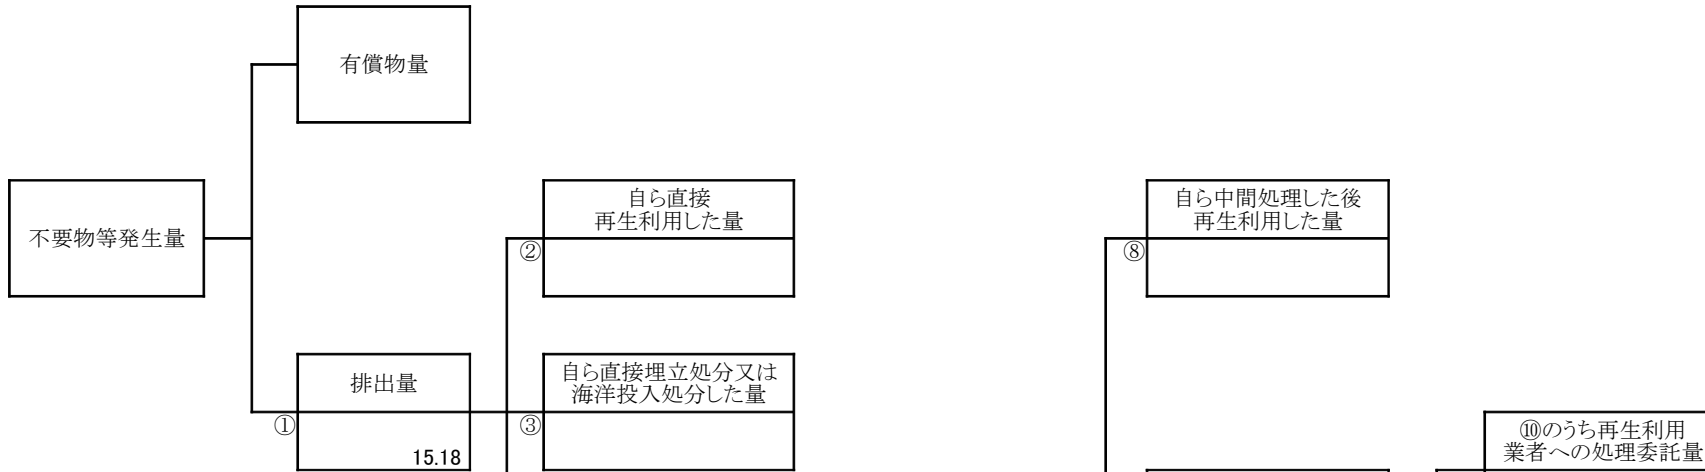 有償物量
不要物等発生量
自ら直接
再生利用した量
②
自ら中間処理した後
再生利用した量
⑧
排出量
①
15.18
自ら直接埋立処分又は
海洋投入処分した量
③
⑩のうち再生利用
業者への処理委託量